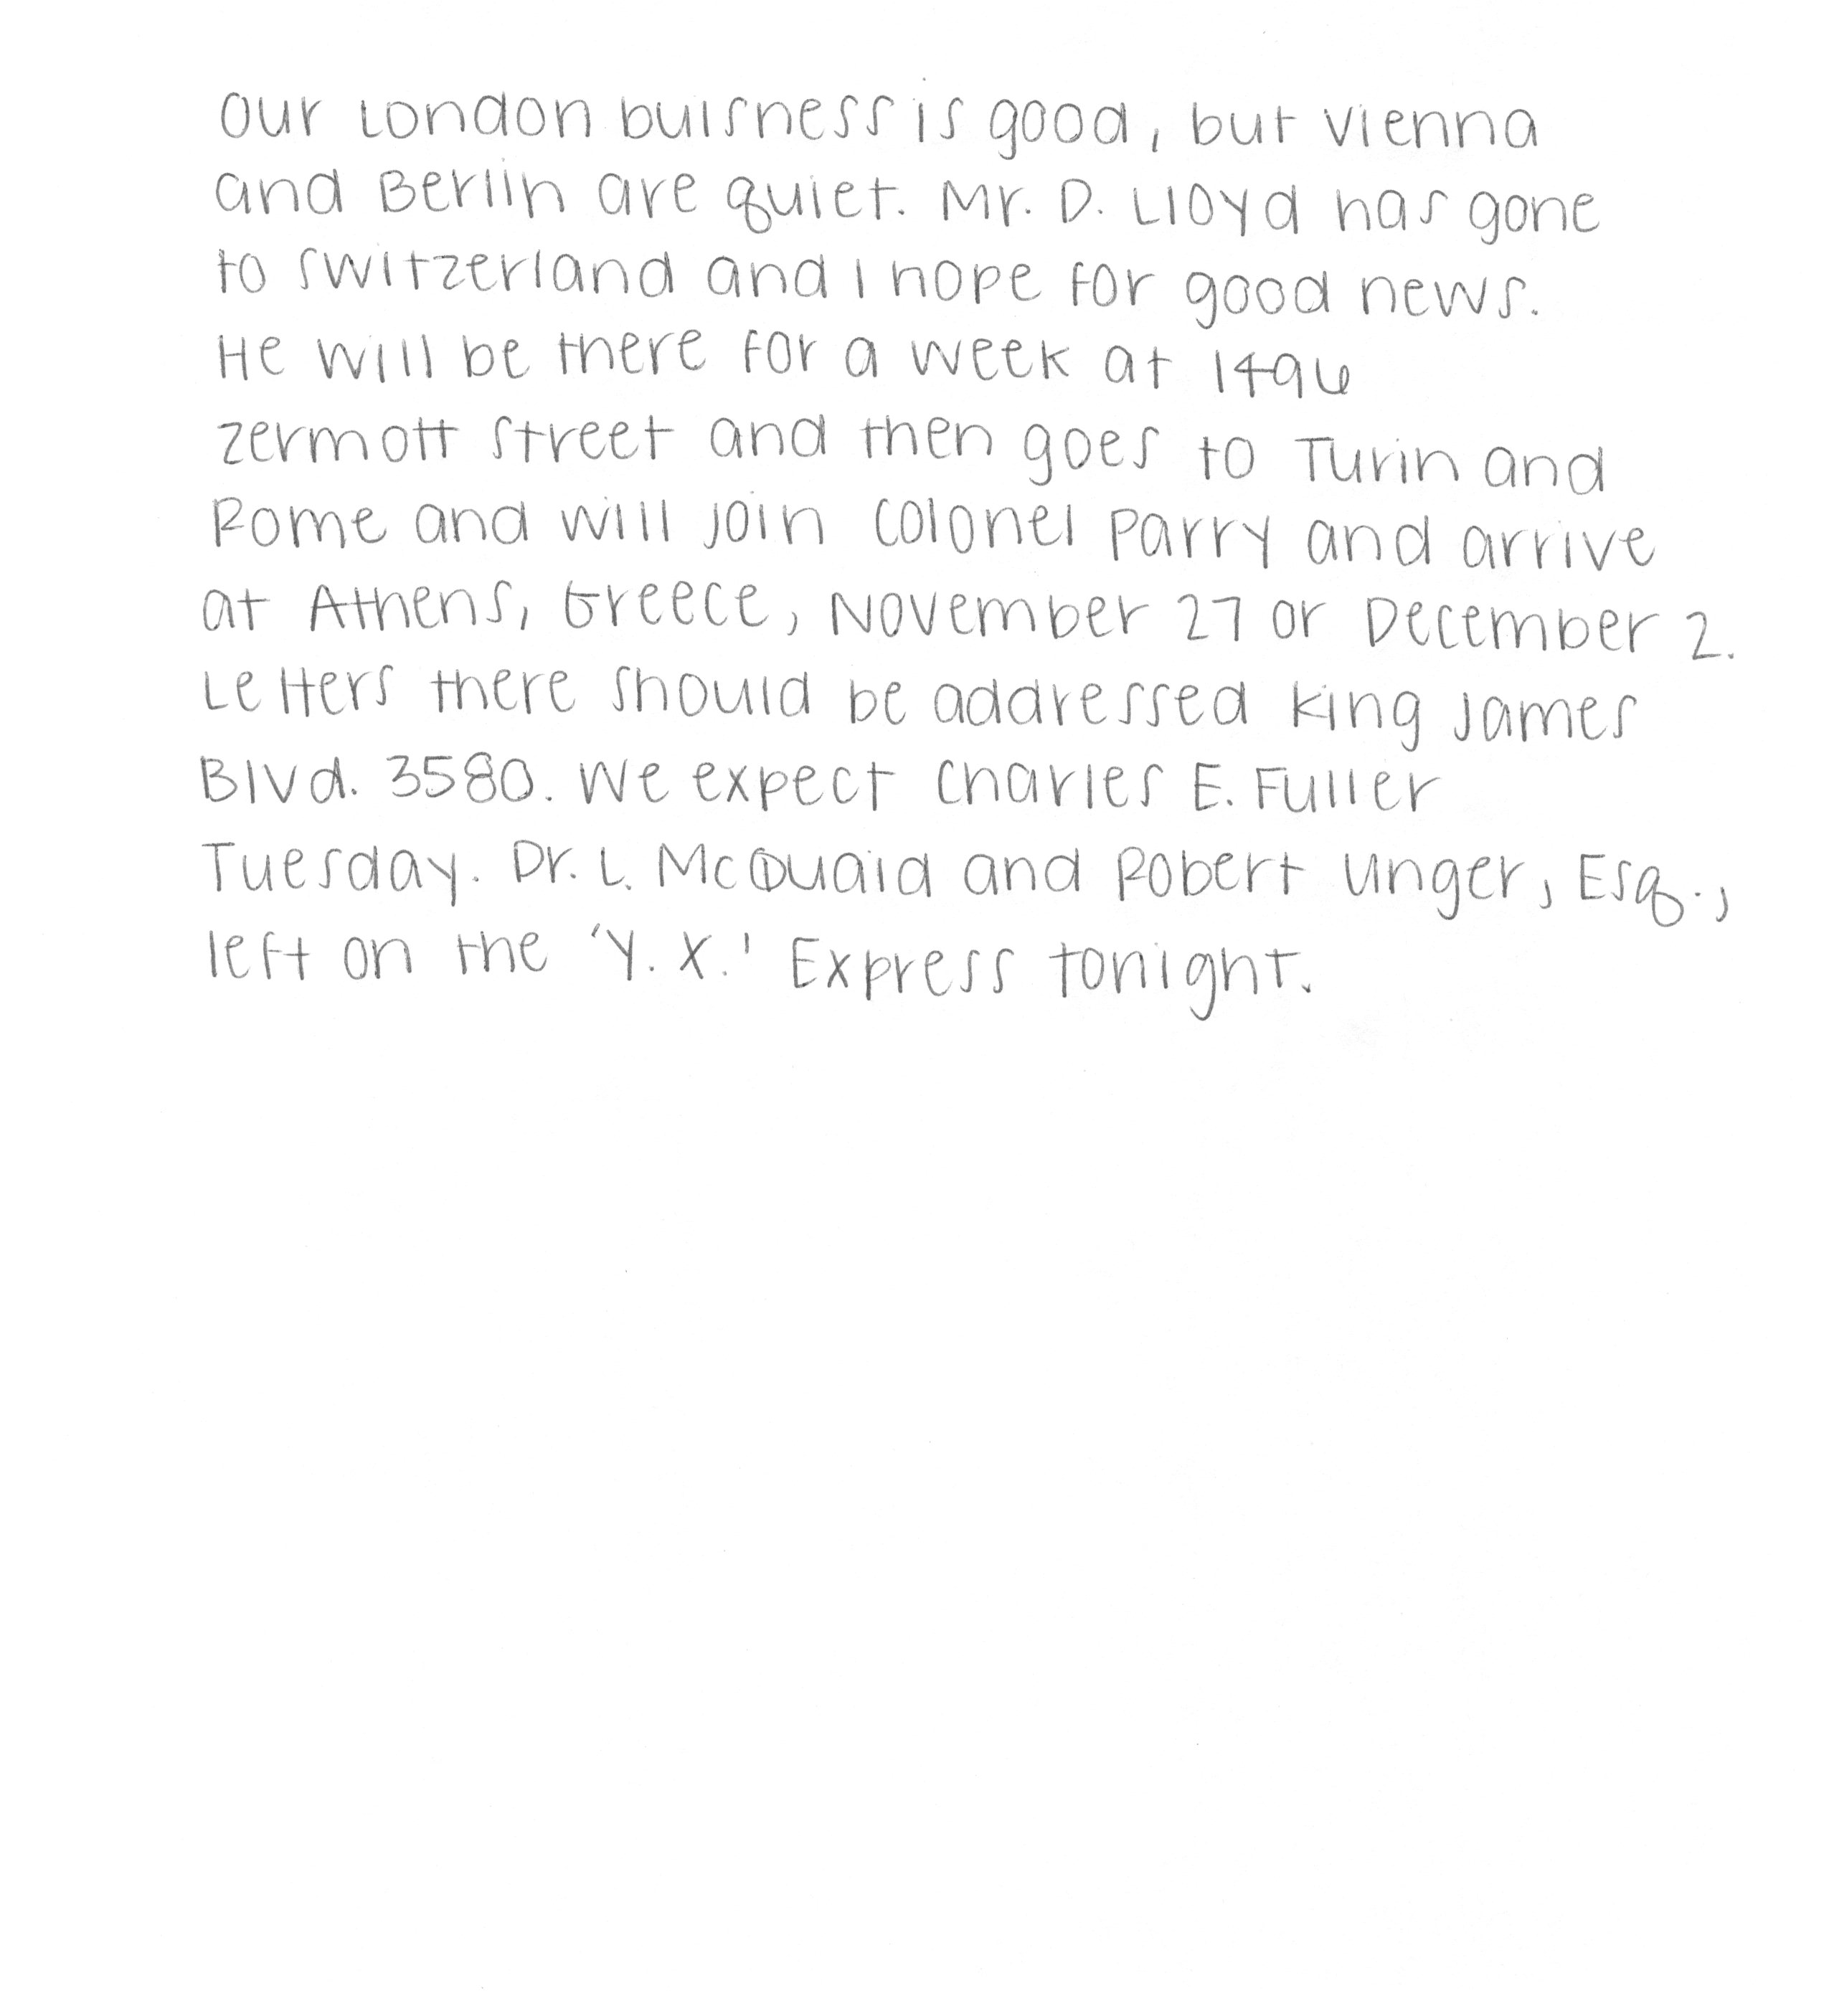 Our London buisness is good, but Vienna
and Berlin are quiet. Mr. D. Lloyd has gone
to Switzerland and I hope for good news.
He will be there for a week at 1496
Zermott Street and then goes to Turin and
Rome and will join Colonel Parry and arrive
at Athens, Greece, November 27 or December 2.
Letters there should be addressed King James
Blvd. 3580. We expect Charles E. Fuller
Tuesday. Dr. L. McQuaid and Robert Unger, Esq.,
left on the 'Y. X.' Express tonight.